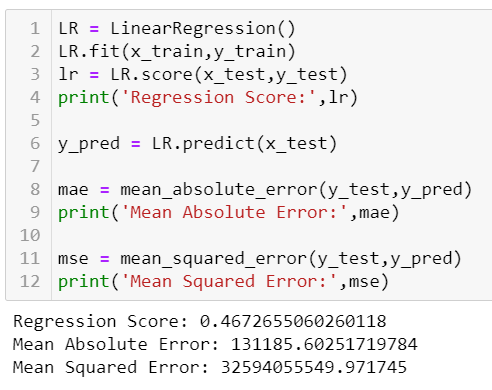 1 LR = LinearRegression()
2 LR.fit(x_train,y_train)
3 lr = LR.score(x_test,y_test)
4 print('Regression Score:',lr)
5
6 y_pred = LR.predict(x_test)
7
8 mae = mean_absolute_error(y_test,y_pred)
9 print('Mean Absolute Error:',mae)
10
11 mse = mean_squared_error(y_test,y_pred)
12 print('Mean Squared Error:',mse)
Regression Score: 0.4672655060260118
Mean Absolute Error: 131185.60251719784
Mean Squared Error: 32594055549.971745